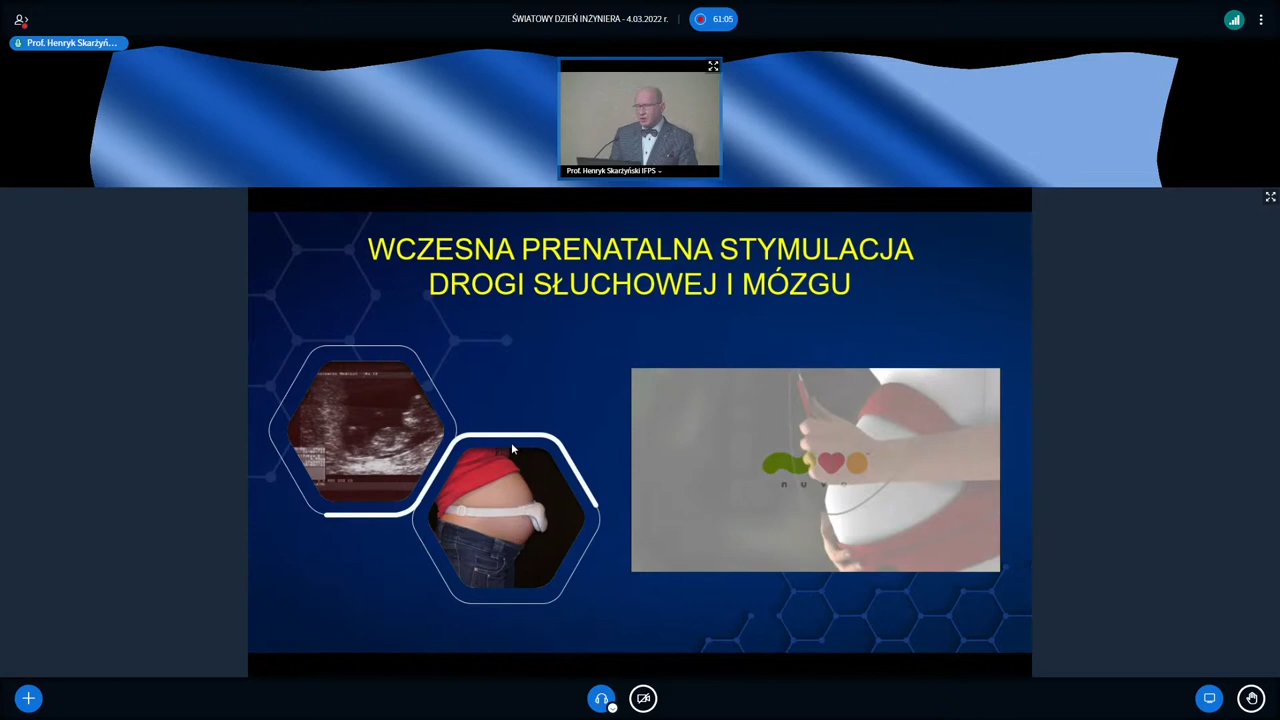 ŚWIATOWY DZIEŃ INŻYNIERA - 4.03.2022 r.
61:05
Prof. Henryk Skarżyń...
Prof. Henryk Skarżyński IFPS
WCZESNA PRENATALNA STYMULACJA
DROGI SŁUCHOWEJ I MÓZGU
nuvo